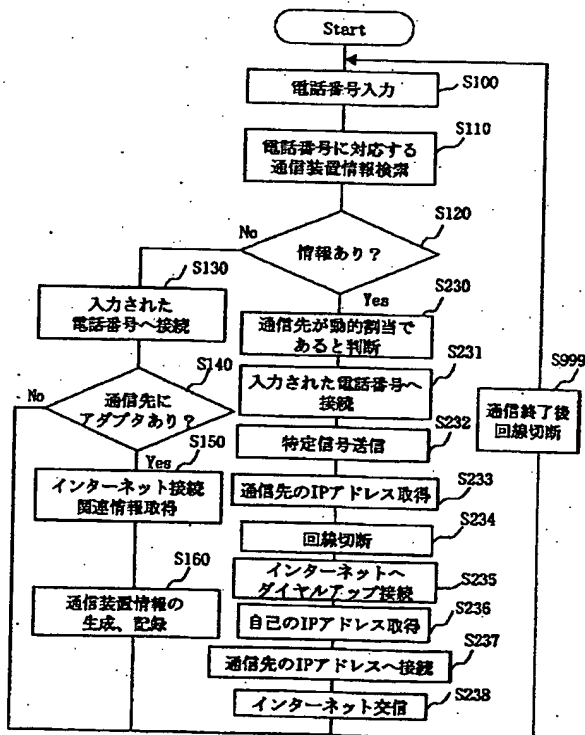 Start
電話番号入力
S100
電話番号に対応する
通信装置情報検索
S110
情報あり?
S120
No
Yes
S130
入力された
電話番号へ接続
S140
通信先に
アダプタあり?
No
Yes
S150
インターネット接続
関連情報取得
S160
通信装置情報の
生成、記録
S230
通信先が動的割当で
あると判断
S231
入力された電話番号へ
接続
S232
特定信号送信
S233
通信先のIPアドレス取得
S234
回線切断
インターネットへ
ダイヤルアップ接続
S235
S236
自己のIPアドレス取得
S237
通信先のIPアドレスへ接続
S238
インターネット交信
S999
通信終了後
回線切断